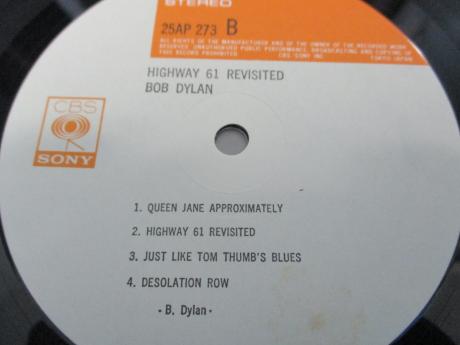 STEREO
25AP 273 B
ALL RIGHTS OF THE MANUFACTURER AND OF THE OWNER OF THE RECORDED WORK
RESERVED UNAUTHORIZED PUBLIC PERFORMANCE BROADCASTING AND COPYING OF
THIS RECORD PROHIBITED CBS/SONY INC TOKYO JAPAN
HIGHWAY 61 REVISITED
BOB DYLAN
CBS
SONY
1. QUEEN JANE APPROXIMATELY
2. HIGHWAY 61 REVISITED
3. JUST LIKE TOM THUMB'S BLUES
4. DESOLATION ROW
• B. Dylan •